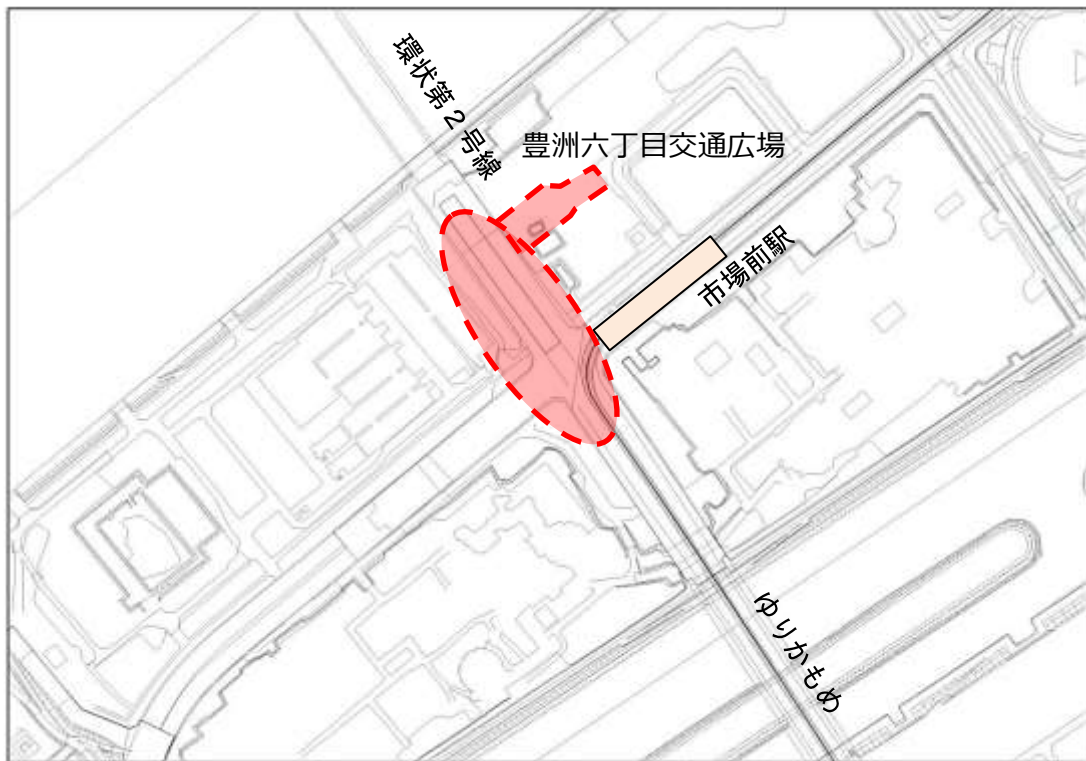 環状第2号線
豊洲六丁目交通広場
市場前駅
ゆりかもめ